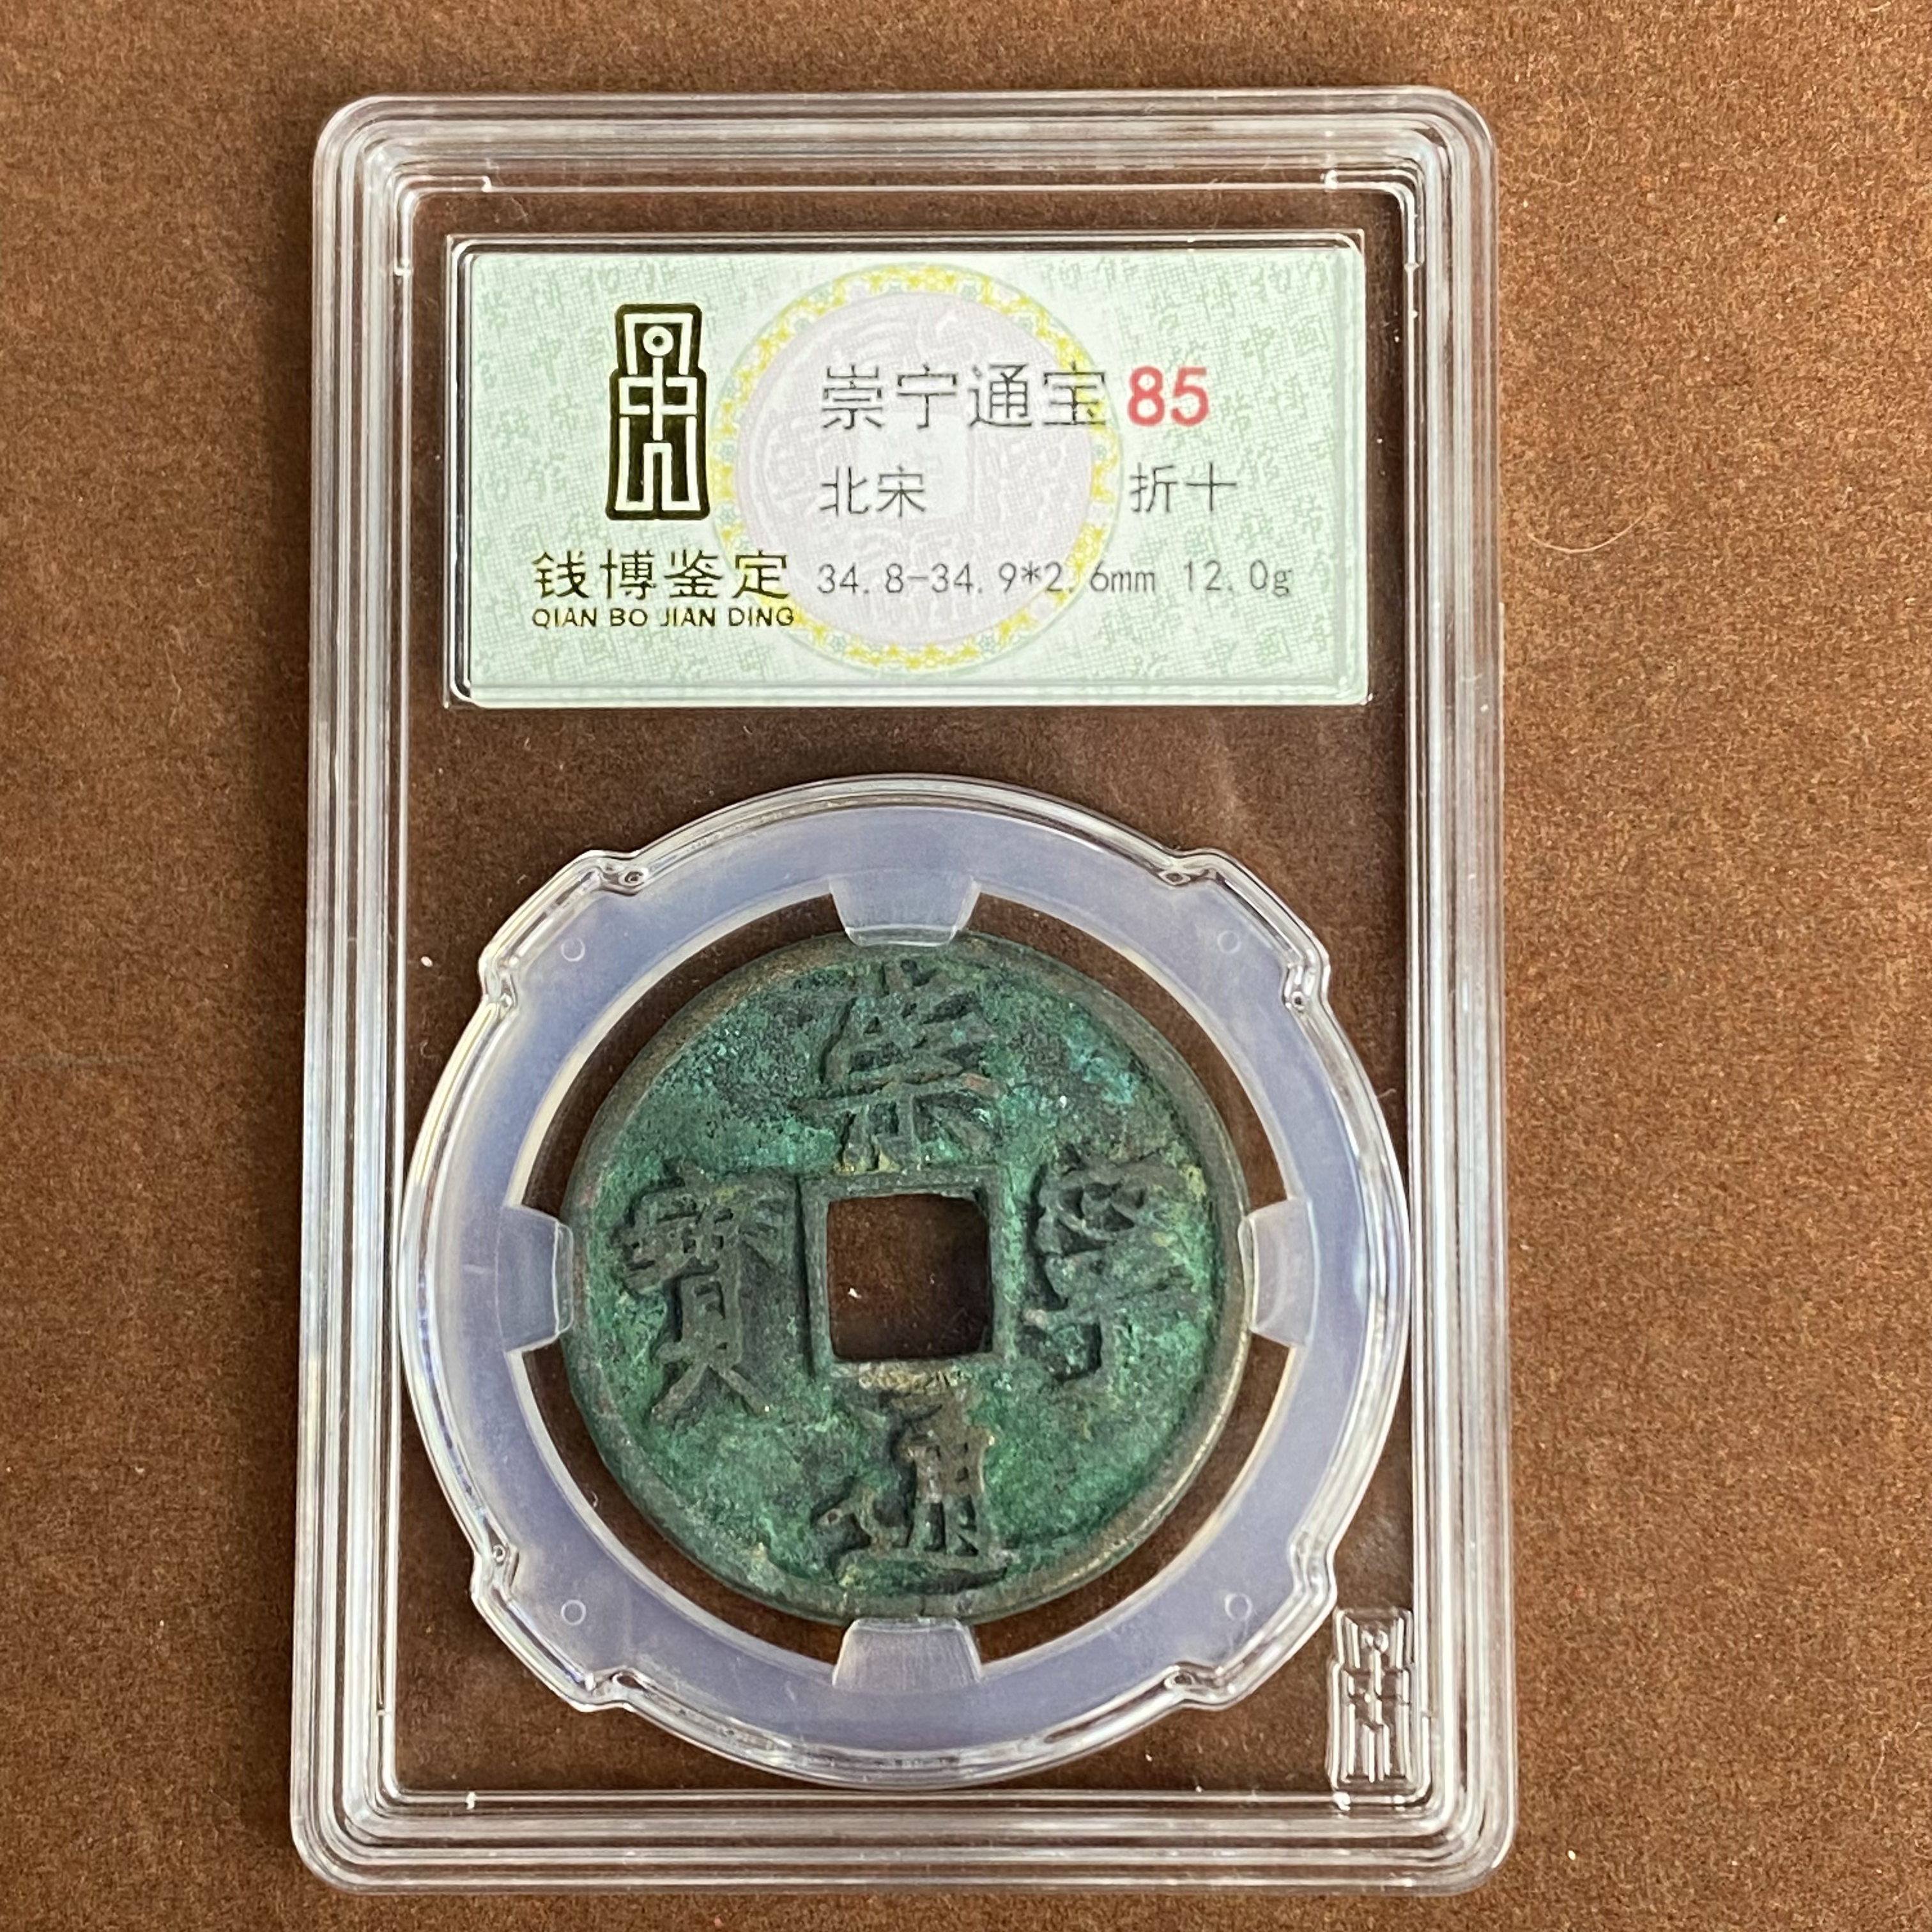 崇宁通宝 85
北宋 折十
钱博鉴定 34.8-34.9*2.6mm 12.0g
QIAN BO JIAN DING
崇
寶 寧
通